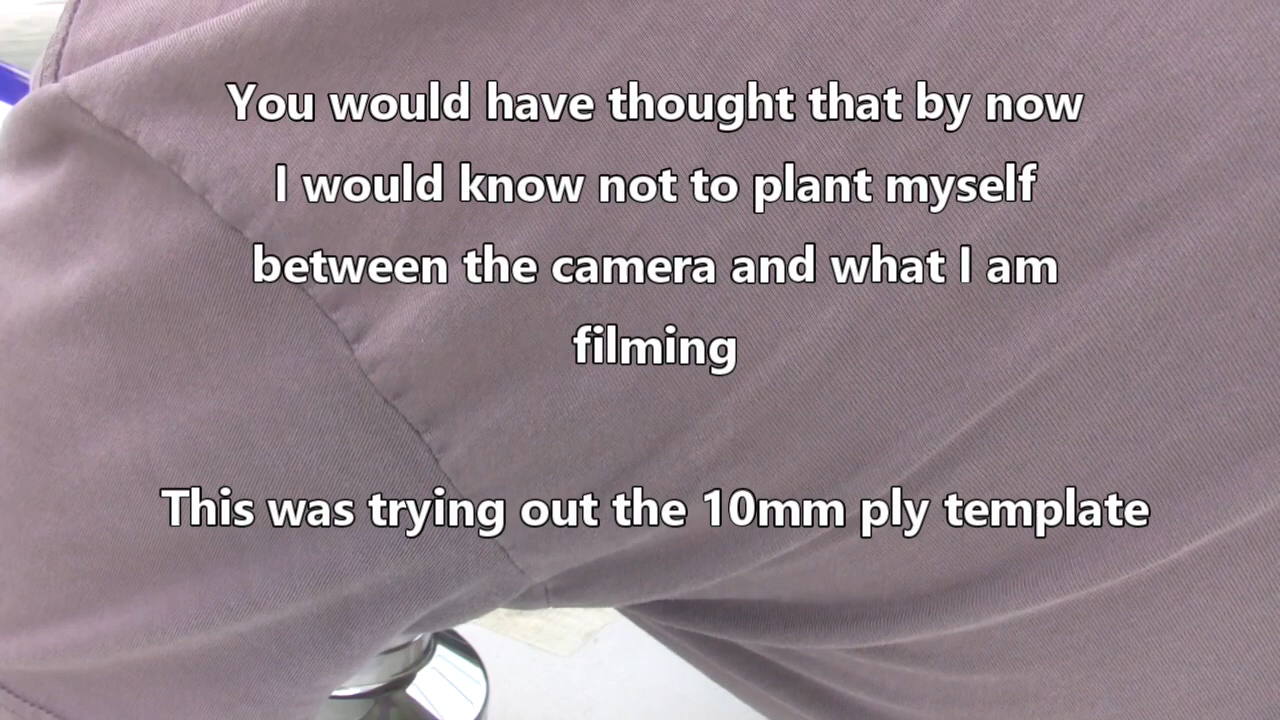 You would have thought that by now
I would know not to plant myself
between the camera and what I am
filming
This was trying out the 10mm ply template